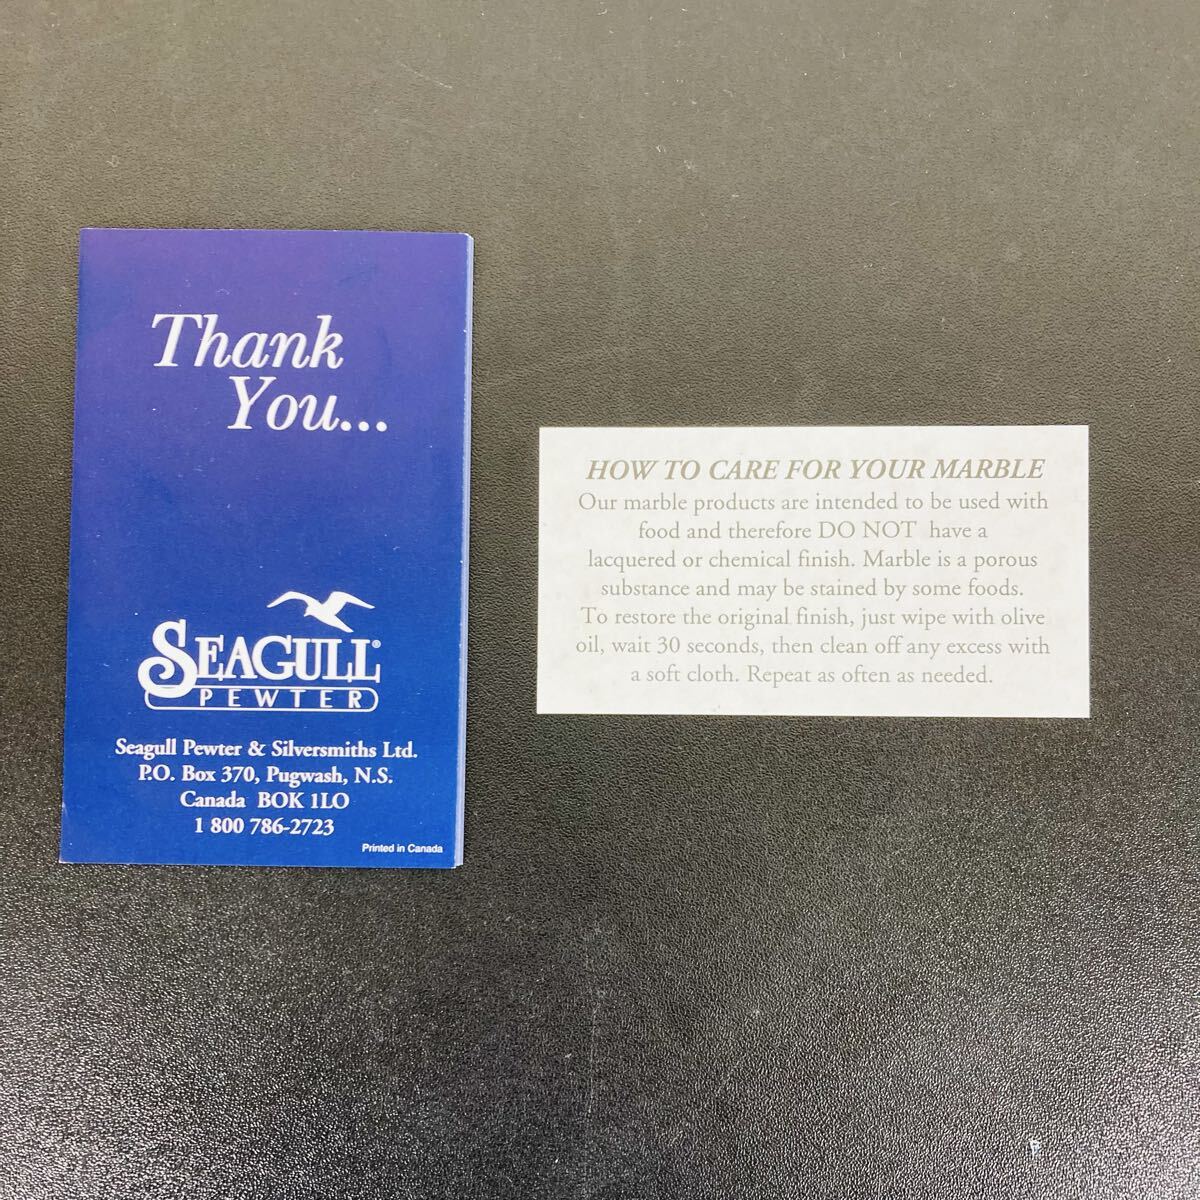 Thank
You...
SEAGULL®
PEWTER
Seagull Pewter & Silversmiths Ltd.
P.O. Box 370, Pugwash, N.S.
Canada BOK 1LO
1 800 786-2723
Printed in Canada
HOW TO CARE FOR YOUR MARBLE
Our marble products are intended to be used with
food and therefore DO NOT have a
lacquered or chemical finish. Marble is a porous
substance and may be stained by some foods.
To restore the original finish, just wipe with olive
oil, wait 30 seconds, then clean off any excess with
a soft cloth. Repeat as often as needed.